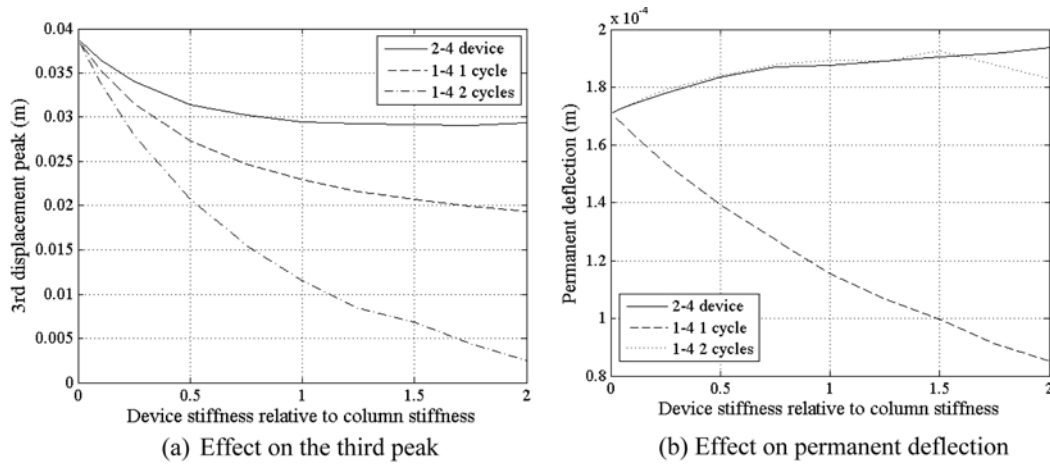 0.04
0.035
0.03
0.025
0.02
0.015
0.01
0.005
0
3rd displacement peak (m)
2-4 device
1-4 1 cycle
1-4 2 cycles
0 0.5 1 1.5 2
Device stiffness relative to column stiffness
(a) Effect on the third peak
x 10⁻⁴
2
1.8
1.6
1.4
1.2
1
0.8
Permanent deflection (m)
2-4 device
1-4 1 cycle
1-4 2 cycles
0 0.5 1 1.5 2
Device stiffness relative to column stiffness
(b) Effect on permanent deflection